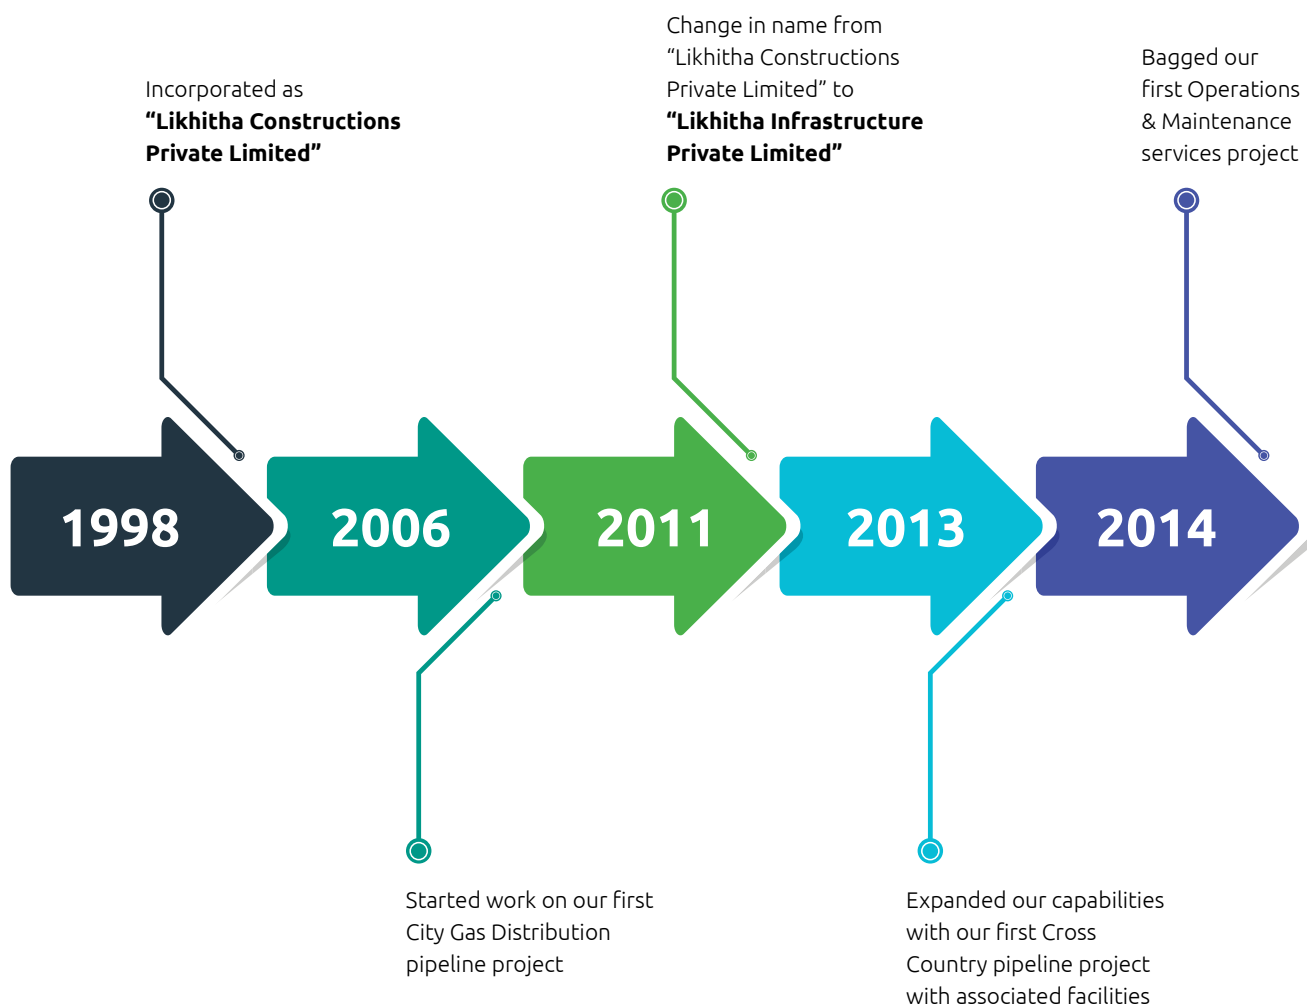 Incorporated as
“Likhitha Constructions
Private Limited”
Change in name from
“Likhitha Constructions
Private Limited” to
“Likhitha Infrastructure
Private Limited”
Bagged our
first Operations
& Maintenance
services project
1998
2006
2011
2013
2014
Started work on our first
City Gas Distribution
pipeline project
Expanded our capabilities
with our first Cross
Country pipeline project
with associated facilities